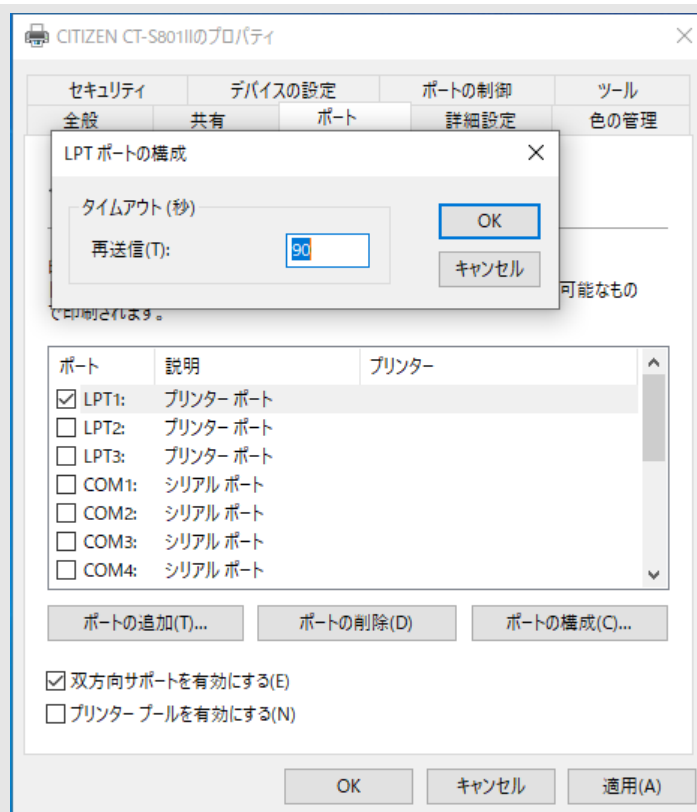 CITIZEN CT-S801IIのプロパティ
セキュリティ デバイスの設定 ポートの制御 ツール
全般 共有 ポート 詳細設定 色の管理
LPT ポートの構成
タイムアウト (秒)
再送信(T): 90
OK
キャンセル
可能なもの
で印刷されます。
ポート 説明 プリンター
LPT1: プリンター ポート
LPT2: プリンター ポート
LPT3: プリンター ポート
COM1: シリアル ポート
COM2: シリアル ポート
COM3: シリアル ポート
COM4: シリアル ポート
ポートの追加(T)... ポートの削除(D) ポートの構成(C)...
双方向サポートを有効にする(E)
プリンター プールを有効にする(N)
OK キャンセル 適用(A)